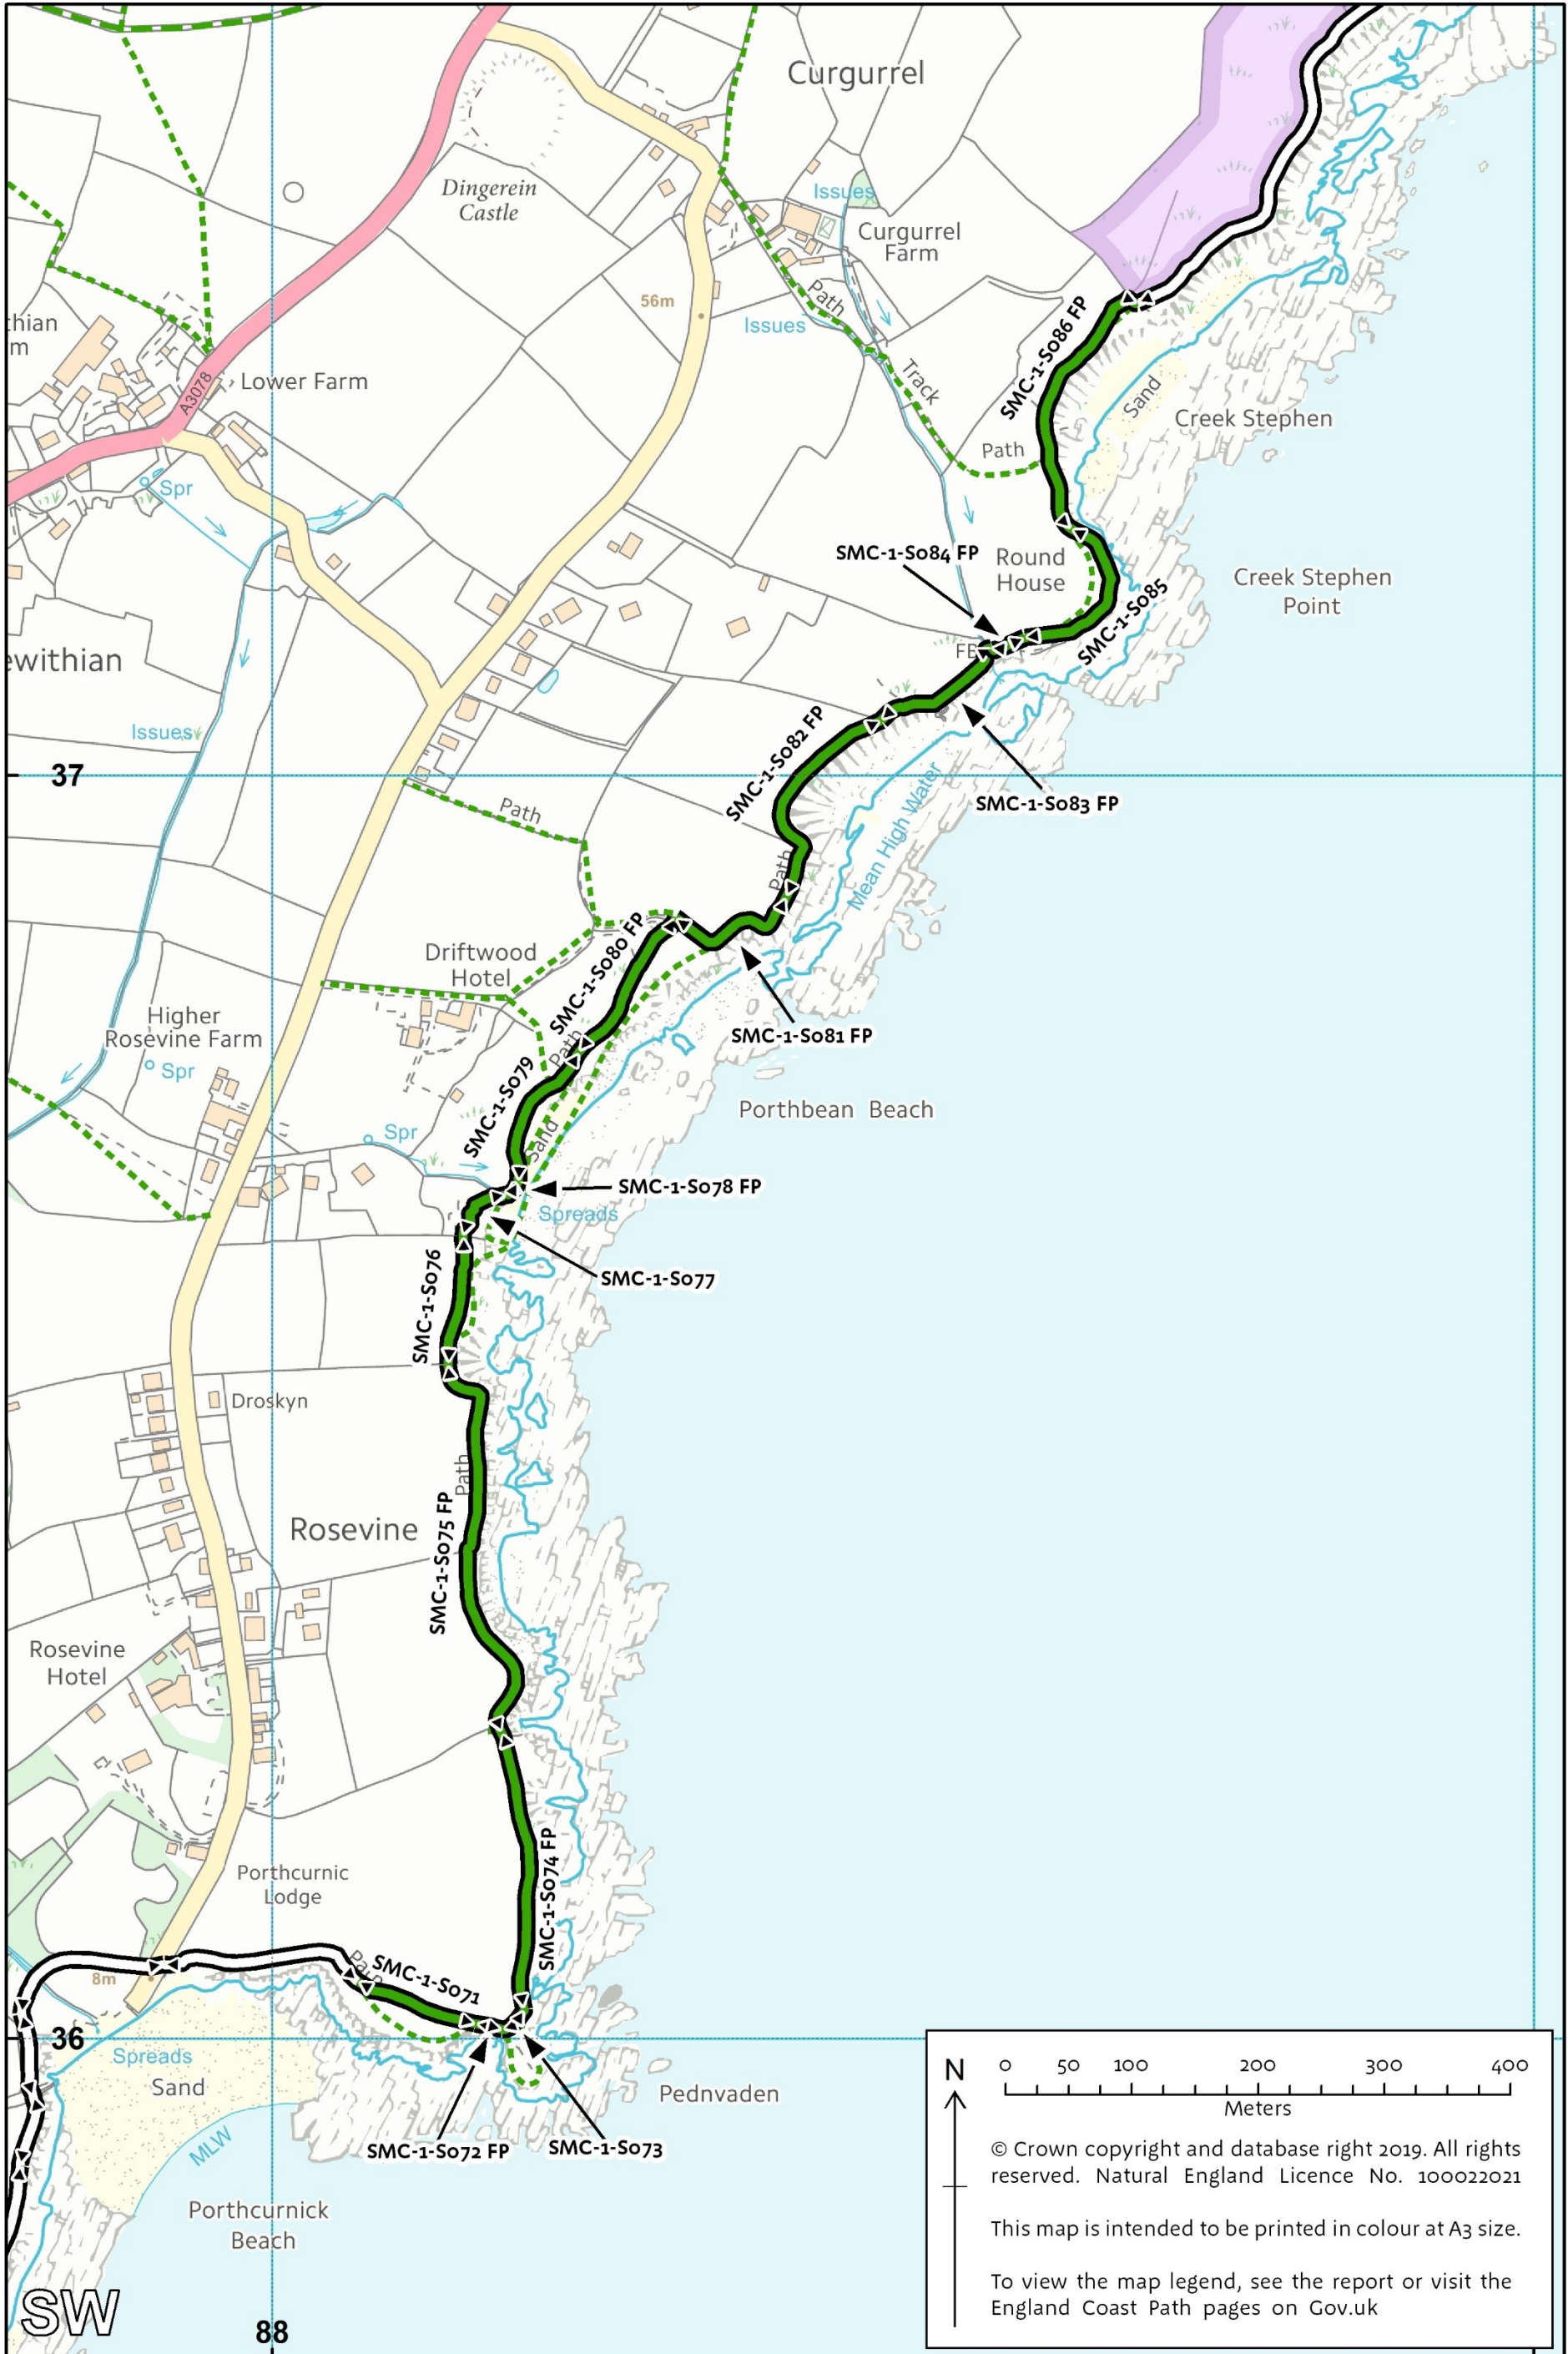 Curgurrel
Dingerein
Castle
Issues
Curgurrel
Farm
56m
Path
Issues
SMC-1-S086 FP
Lower Farm
A3078
Track
Sand
Creek Stephen
Path
Spr
SMC-1-S084 FP
Round
House
Creek Stephen
Point
SMC-1-S085
FB
Issues
SMC-1-S082 FP
37
Mean High Water
SMC-1-S083 FP
Path
Path
Driftwood
Hotel
SMC-1-S080 FP
Higher
Rosevine Farm
Spr
SMC-1-S081 FP
Path
SMC-1-S079
Porthbean Beach
Spr
Sand
SMC-1-S078 FP
Spreads
SMC-1-S076
SMC-1-S077
Droskyn
Path
Rosevine
SMC-1-S075 FP
Rosevine
Hotel
Porthcurnic
Lodge
SMC-1-S074 FP
8m
Path
SMC-1-S071
36
Spreads
Sand
Pednvaden
MLW
SMC-1-S072 FP
SMC-1-S073
Porthcurnick
Beach
SW
88
N
0 50 100 200 300 400
Meters
© Crown copyright and database right 2019. All rights
reserved. Natural England Licence No. 100022021
This map is intended to be printed in colour at A3 size.
To view the map legend, see the report or visit the
England Coast Path pages on Gov.uk